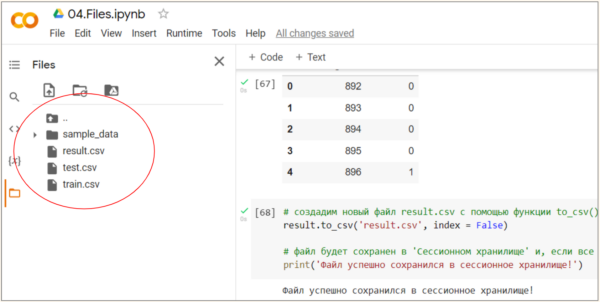 04.Files.ipynb
File Edit View Insert Runtime Tools Help All changes saved
Files
+ Code + Text
..
sample_data
result.csv
test.csv
train.csv
{x}
[67]
0 892 0
1 893 0
2 894 0
3 895 0
4 896 1
[68]
# создадим новый файл result.csv с помощью функции to_csv()
result.to_csv('result.csv', index = False)
# файл будет сохранен в 'Сессионном хранилище' и, если все
print('Файл успешно сохранился в сессионное хранилище!')
Файл успешно сохранился в сессионное хранилище!